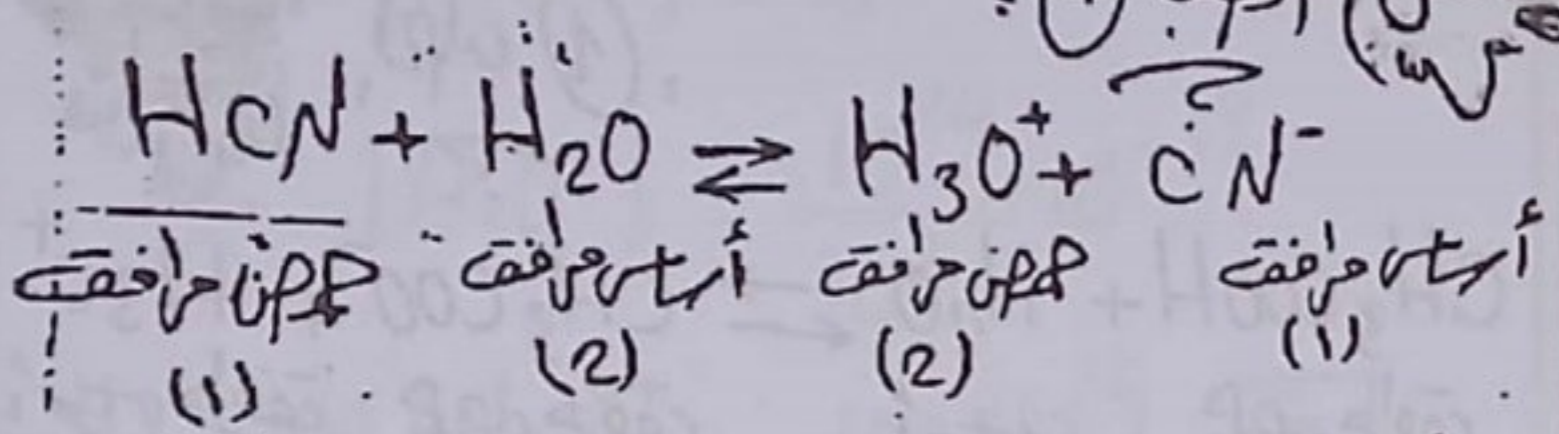 HCN + H₂O ⇌ H₃O⁺ + CN⁻
حمض مرافق أساس مرافق حمض مرافق أساس مرافق
(1) (2) (2) (1)